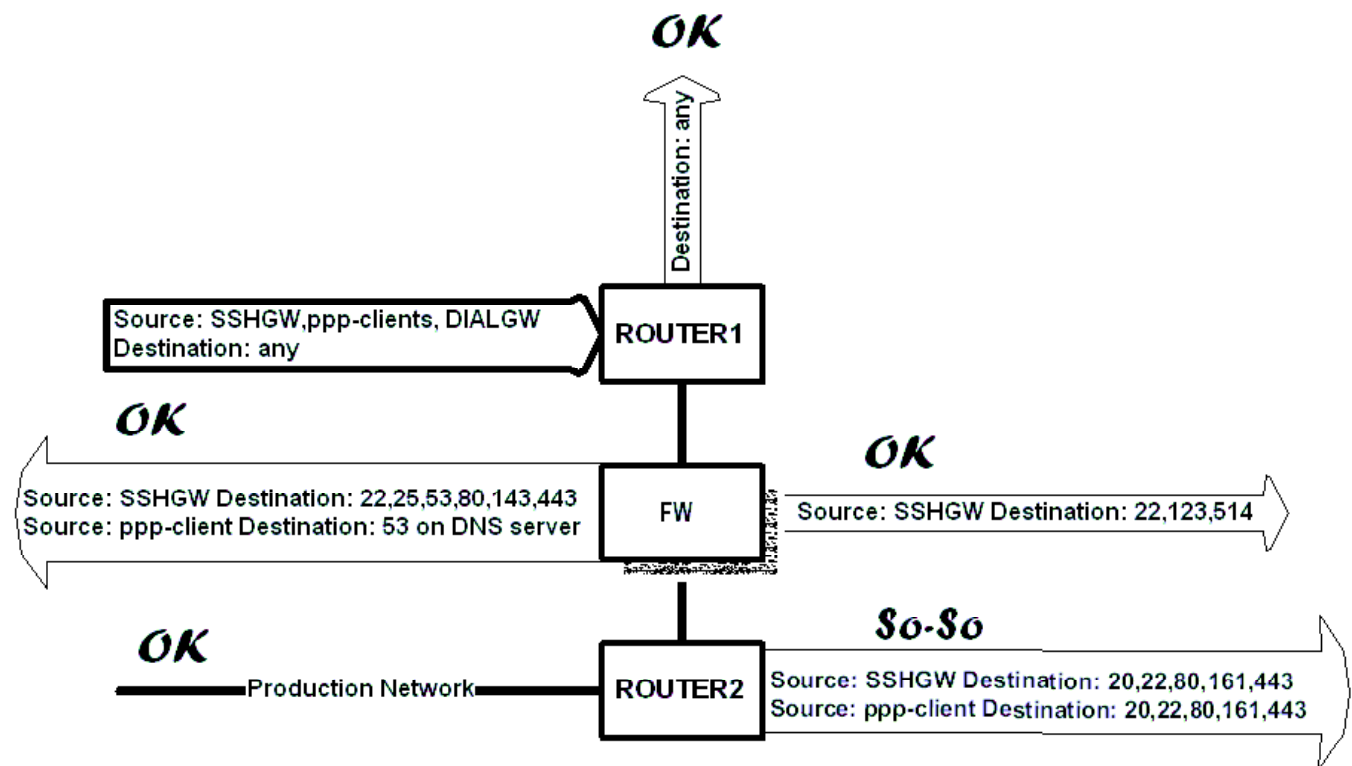 OK
Destination: any
Source: SSHGW,ppp-clients, DIALGW
Destination: any
ROUTER1
OK
OK
Source: SSHGW Destination: 22,25,53,80,143,443
Source: ppp-client Destination: 53 on DNS server
FW
Source: SSHGW Destination: 22,123,514
OK
So-So
Production Network
ROUTER2
Source: SSHGW Destination: 20,22,80,161,443
Source: ppp-client Destination: 20,22,80,161,443